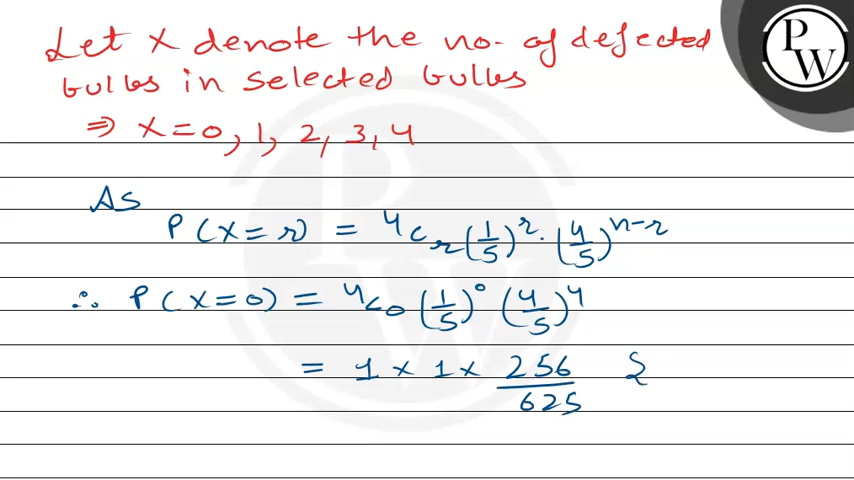 Let X denote the no. of defected
bulbs in selected bulbs
PW
⇒ X = 0, 1, 2, 3, 4
As
P(X = r) = ⁴Cᵣ (1/5)ʳ · (4/5)ⁿ⁻ʳ
∴ P(X = 0) = ⁴C₀ (1/5)⁰ (4/5)⁴
= 1 × 1 × 256/625